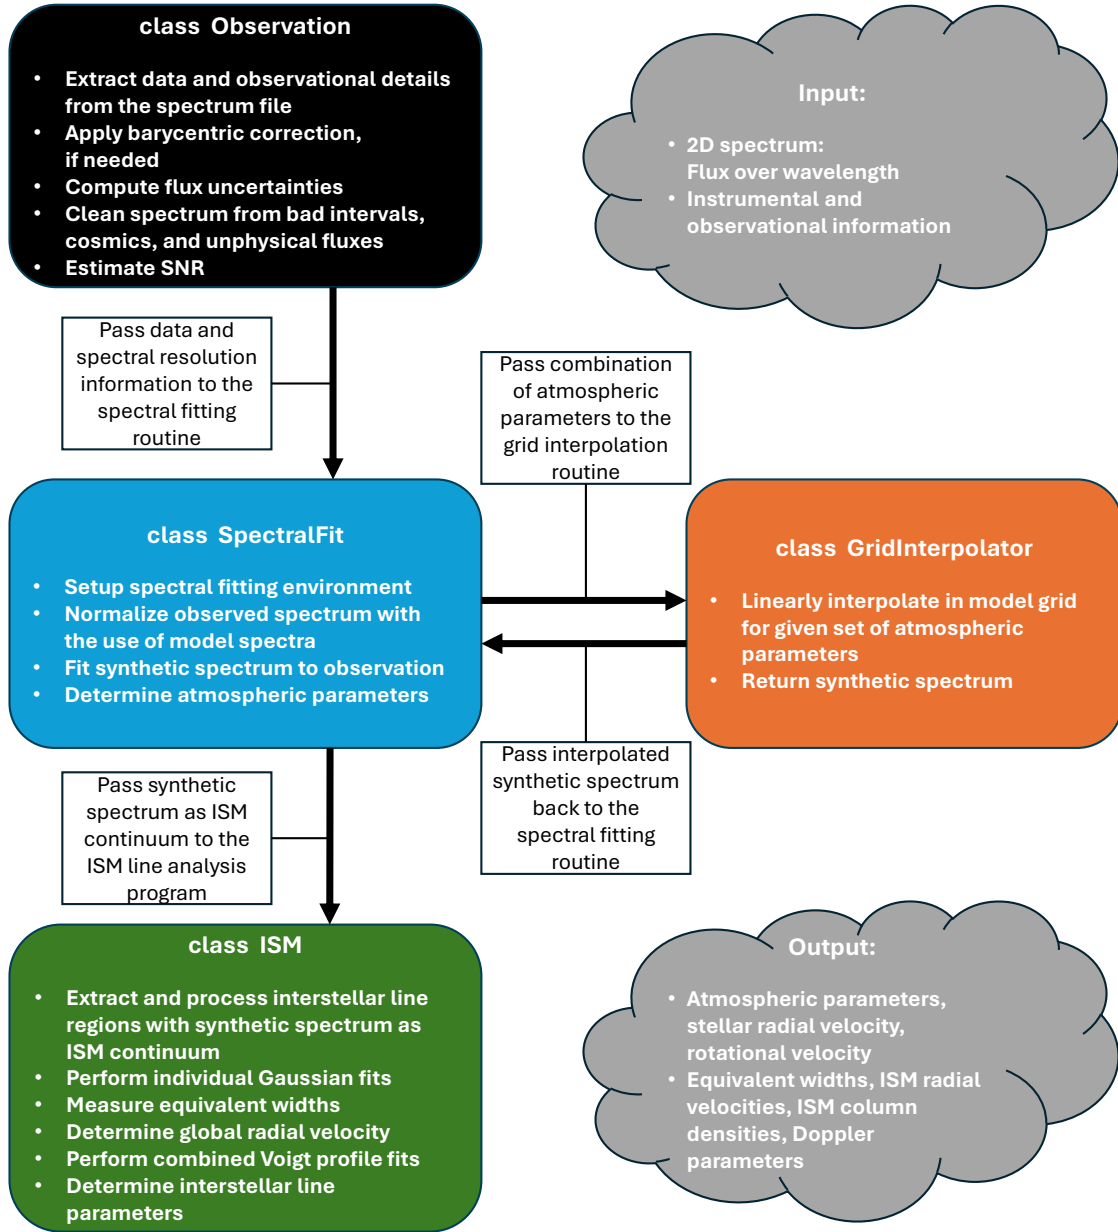 class Observation
• Extract data and observational details
from the spectrum file
• Apply barycentric correction,
if needed
• Compute flux uncertainties
• Clean spectrum from bad intervals,
cosmics, and unphysical fluxes
• Estimate SNR
Input:
• 2D spectrum:
Flux over wavelength
• Instrumental and
observational information
Pass data and
spectral resolution
information to the
spectral fitting
routine
Pass combination
of atmospheric
parameters to the
grid interpolation
routine
class SpectralFit
• Setup spectral fitting environment
• Normalize observed spectrum with
the use of model spectra
• Fit synthetic spectrum to observation
• Determine atmospheric parameters
class GridInterpolator
• Linearly interpolate in model grid
for given set of atmospheric
parameters
• Return synthetic spectrum
Pass synthetic
spectrum as ISM
continuum to the
ISM line analysis
program
Pass interpolated
synthetic spectrum
back to the
spectral fitting
routine
class ISM
• Extract and process interstellar line
regions with synthetic spectrum as
ISM continuum
• Perform individual Gaussian fits
• Measure equivalent widths
• Determine global radial velocity
• Perform combined Voigt profile fits
• Determine interstellar line
parameters
Output:
• Atmospheric parameters,
stellar radial velocity,
rotational velocity
• Equivalent widths, ISM radial
velocities, ISM column
densities, Doppler
parameters